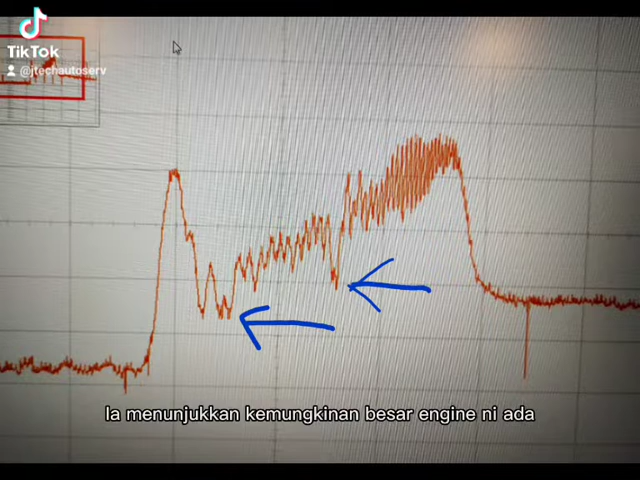 TikTok
@jtechautoserv
Ia menunjukkan kemungkinan besar engine ni ada